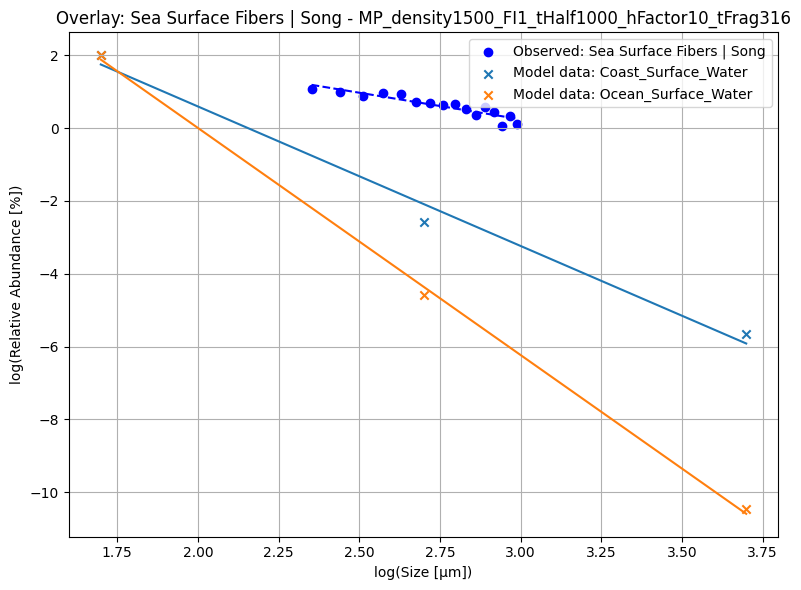 Overlay: Sea Surface Fibers | Song - MP_density1500_FI1_tHalf1000_hFactor10_tFrag316
Observed: Sea Surface Fibers | Song
Model data: Coast_Surface_Water
Model data: Ocean_Surface_Water
log(Relative Abundance [%])
2
0
−2
−4
−6
−8
−10
1.75 2.00 2.25 2.50 2.75 3.00 3.25 3.50 3.75
log(Size [μm])